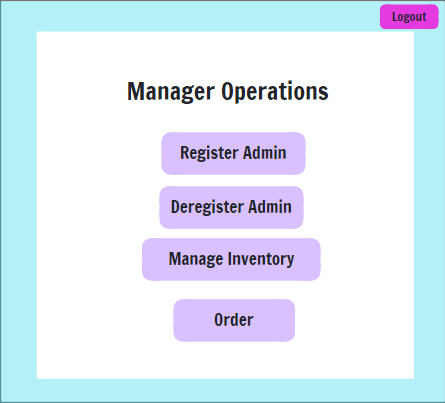 Logout
Manager Operations
Register Admin
Deregister Admin
Manage Inventory
Order